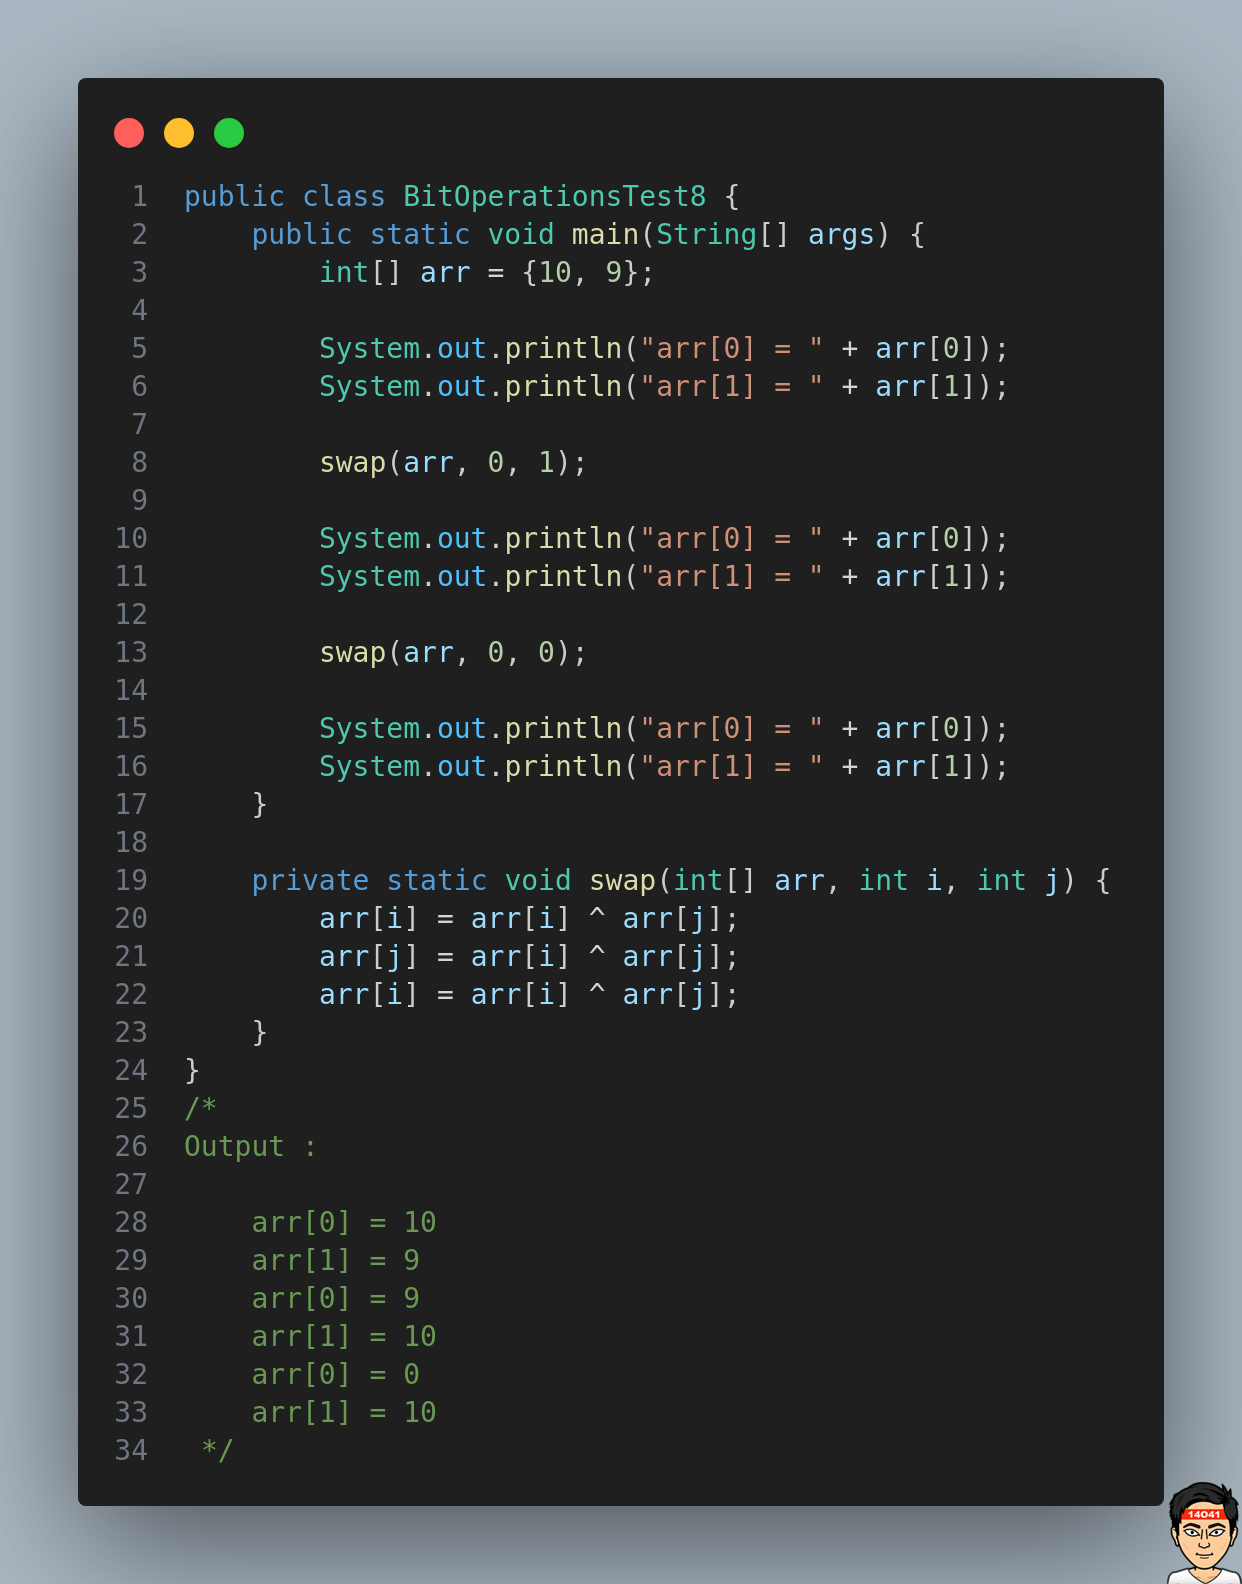 1 public class BitOperationsTest8 {
2     public static void main(String[] args) {
3         int[] arr = {10, 9};
4
5         System.out.println("arr[0] = " + arr[0]);
6         System.out.println("arr[1] = " + arr[1]);
7
8         swap(arr, 0, 1);
9
10         System.out.println("arr[0] = " + arr[0]);
11         System.out.println("arr[1] = " + arr[1]);
12
13         swap(arr, 0, 0);
14
15         System.out.println("arr[0] = " + arr[0]);
16         System.out.println("arr[1] = " + arr[1]);
17     }
18
19     private static void swap(int[] arr, int i, int j) {
20         arr[i] = arr[i] ^ arr[j];
21         arr[j] = arr[i] ^ arr[j];
22         arr[i] = arr[i] ^ arr[j];
23     }
24 }
25 /*
26 Output :
27
28     arr[0] = 10
29     arr[1] = 9
30     arr[0] = 9
31     arr[1] = 10
32     arr[0] = 0
33     arr[1] = 10
34  */
14041